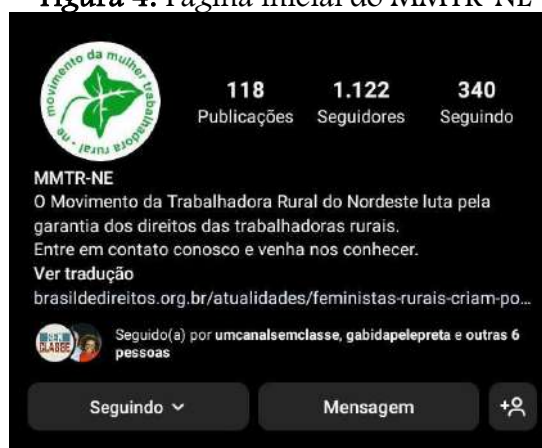 Figura 4: Página inicial do MMTR-NE
movimento da mulher trabalhadora rural - ne
118
1.122
340
Publicações
Seguidores
Seguindo
MMTR-NE
O Movimento da Trabalhadora Rural do Nordeste luta pela
garantia dos direitos das trabalhadoras rurais.
Entre em contato conosco e venha nos conhecer.
Ver tradução
brasildedireitos.org.br/atualidades/feministas-rurais-criam-po...
CLASSE
Seguido(a) por umcanalsemclasse, gabidapelepreta e outras 6
pessoas
Seguindo
Mensagem